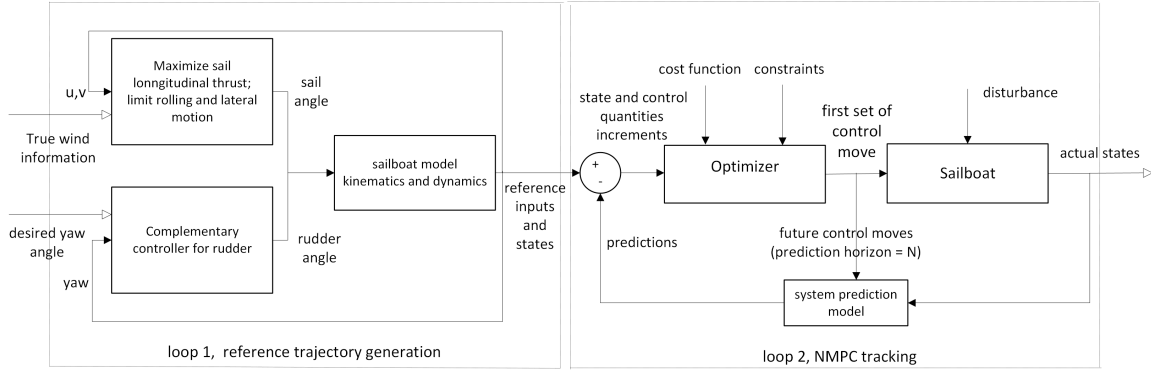 Maximize sail
lonngitudinal thrust;
limit rolling and lateral
motion
u,v
True wind
information
sail
angle
sailboat model
kinematics and dynamics
Complementary
controller for rudder
desired yaw
angle
yaw
rudder
angle
reference
inputs
and
states
loop 1, reference trajectory generation
cost function
constraints
state and control
quantities
increments
+
-
Optimizer
first set of
control
move
disturbance
Sailboat
actual states
predictions
future control moves
(prediction horizon = N)
system prediction
model
loop 2, NMPC tracking